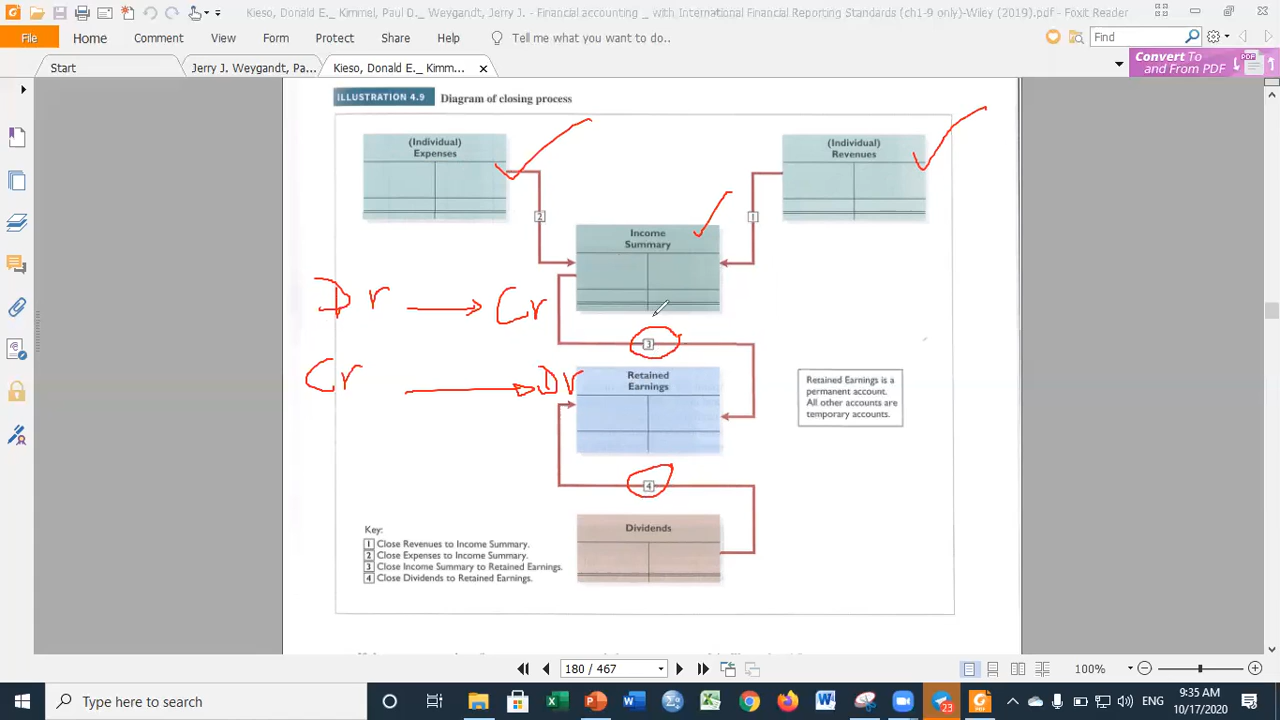 Kieso, Donald E._ Kimmel, Paul D._ Weygandt, Jerry J. - Financial accounting _ with International Financial Reporting Standards (ch1-9 only)-Wiley (2019).pdf - Foxit Reader
File Home Comment View Form Protect Share Help Tell me what you want to do.. Find
Start Jerry J. Weygandt, Pa... Kieso, Donald E._ Kimm... Convert To
and From PDF
ILLUSTRATION 4.9 Diagram of closing process
(Individual)
Expenses
(Individual)
Revenues
2
1
Income
Summary
Dr Cr
3
Cr Dr
Retained
Earnings
Retained Earnings is a
permanent account.
All other accounts are
temporary accounts.
4
Dividends
Key:
1 Close Revenues to Income Summary.
2 Close Expenses to Income Summary.
3 Close Income Summary to Retained Earnings.
4 Close Dividends to Retained Earnings.
180 / 467 100%
Type here to search
23
ENG
9:35 AM
10/17/2020